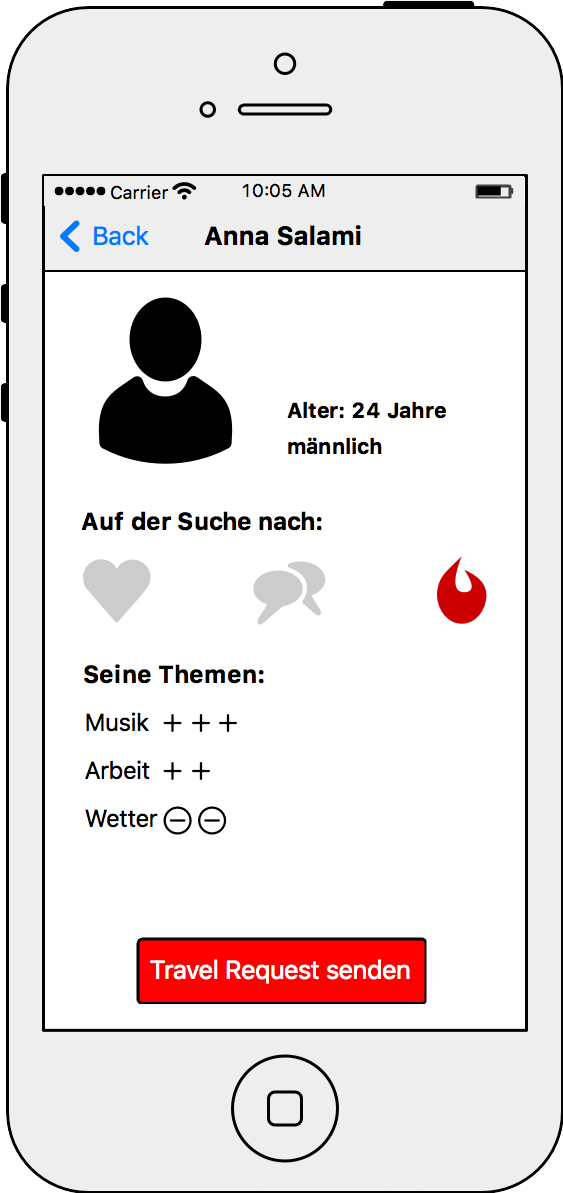 Carrier 10:05 AM
Back Anna Salami
Alter: 24 Jahre
männlich
Auf der Suche nach:
Seine Themen:
Musik + + +
Arbeit + +
Wetter ⊖ ⊖
Travel Request senden